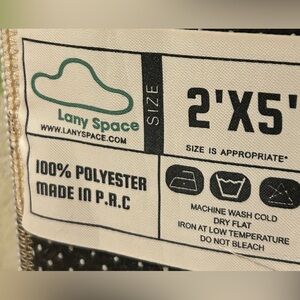 Lany Space
WWW.LANYSPACE.COM
SIZE
2'X5'
SIZE IS APPROPRIATE*
100% POLYESTER
MADE IN P.R.C
MACHINE WASH COLD
DRY FLAT
IRON AT LOW TEMPERATURE
DO NOT BLEACH